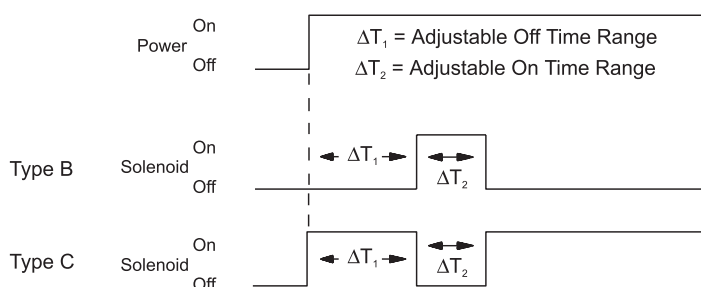 On
Power
Off
ΔT₁ = Adjustable Off Time Range
ΔT₂ = Adjustable On Time Range
Type B
Solenoid
On
Off
ΔT₁
ΔT₂
Type C
Solenoid
On
Off
ΔT₁
ΔT₂